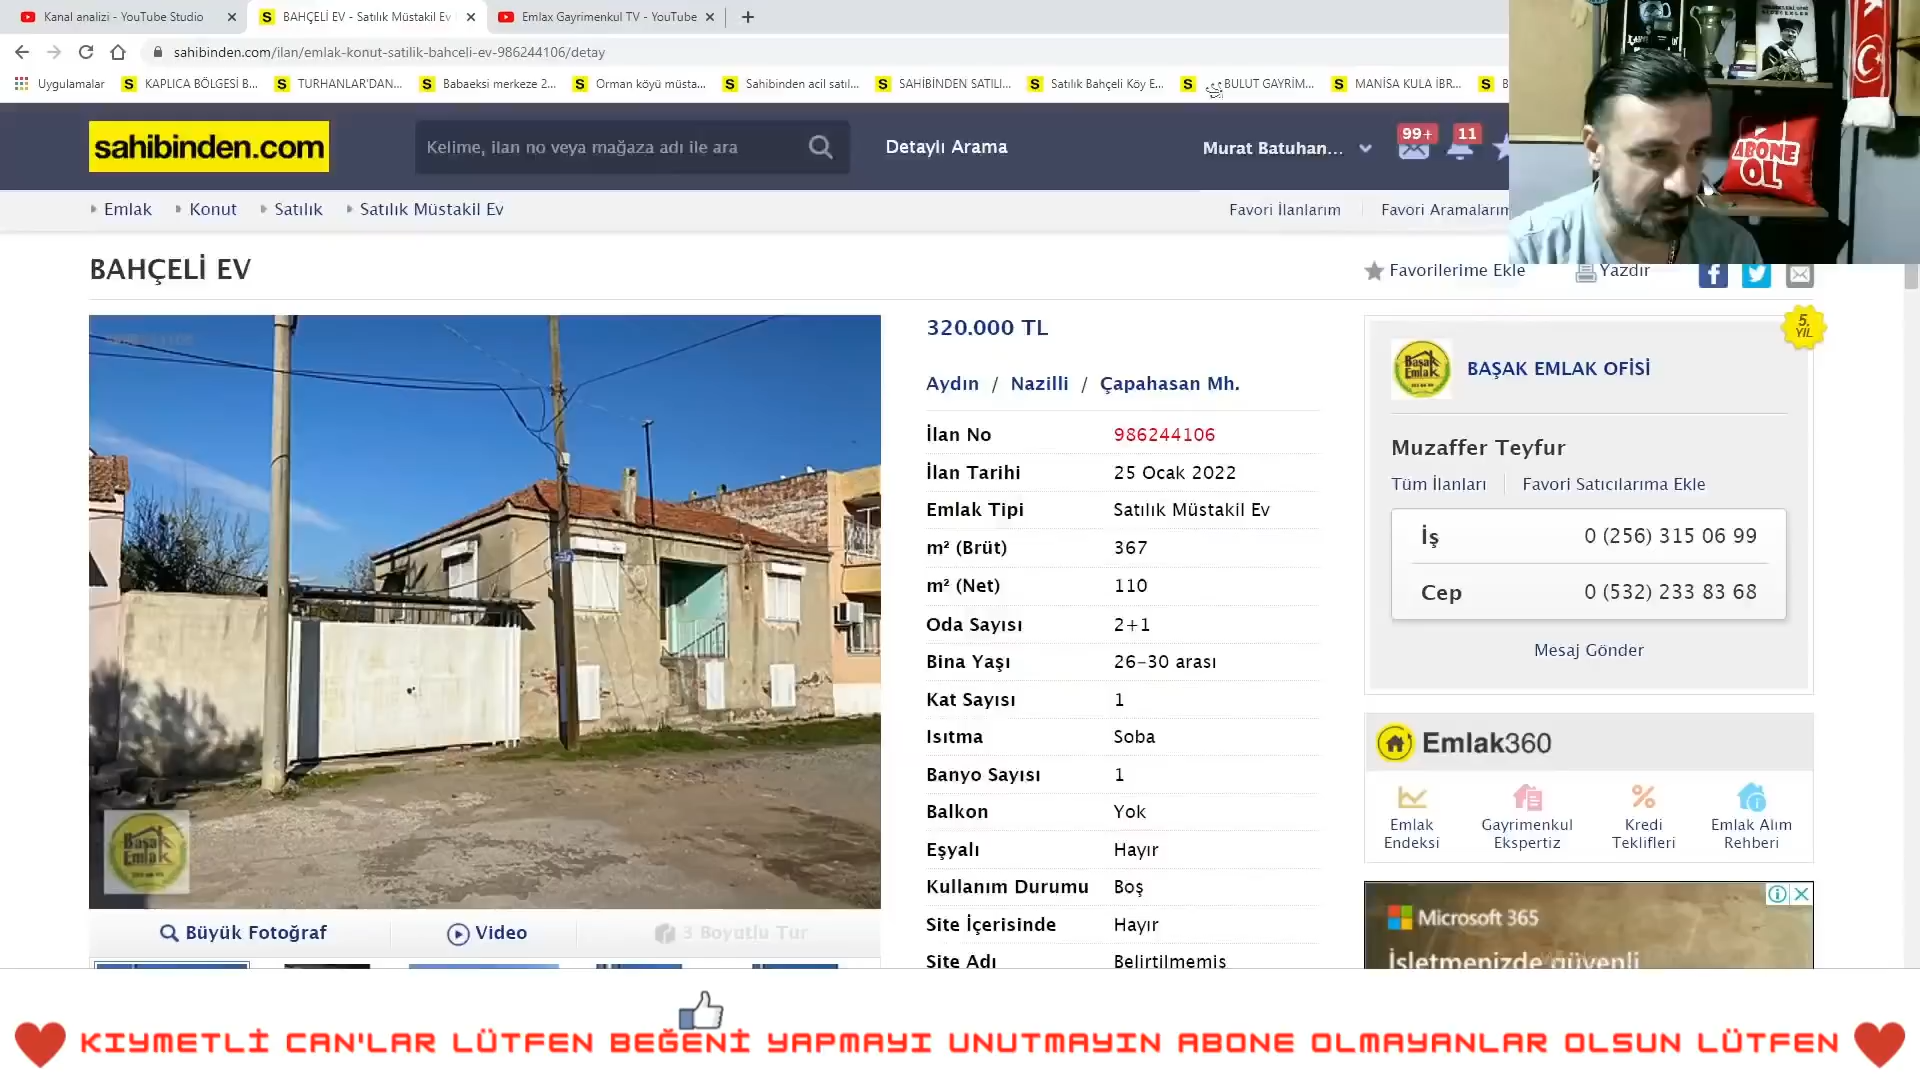 Kanal analizi - YouTube Studio
BAHÇELİ EV - Satılık Müstakil Ev
Emlax Gayrimenkul TV - YouTube
sahibinden.com/ilan/emlak-konut-satilik-bahceli-ev-986244106/detay
Uygulamalar
KAPLICA BÖLGESİ B...
TURHANLAR'DAN...
Babaeksi merkeze 2...
Orman köyü müsta...
Sahibinden acil satıl...
SAHİBİNDEN SATILI...
Satılık Bahçeli Köy E...
BULUT GAYRİM...
MANİSA KULA İBR...
sahibinden.com
Kelime, ilan no veya mağaza adı ile ara
Detaylı Arama
Murat Batuhan...
99+
11
ABONE
OL
Emlak
Konut
Satılık
Satılık Müstakil Ev
Favori İlanlarım
Favori Aramalarım
BAHÇELİ EV
Favorilerime Ekle
Yazdır
320.000 TL
Aydın / Nazilli / Çapahasan Mh.
İlan No 986244106
İlan Tarihi 25 Ocak 2022
Emlak Tipi Satılık Müstakil Ev
m² (Brüt) 367
m² (Net) 110
Oda Sayısı 2+1
Bina Yaşı 26-30 arası
Kat Sayısı 1
Isıtma Soba
Banyo Sayısı 1
Balkon Yok
Eşyalı Hayır
Kullanım Durumu Boş
Site İçerisinde Hayır
Site Adı Belirtilmemiş
5.
YIL
Başak
Emlak
BAŞAK EMLAK OFİSİ
Muzaffer Teyfur
Tüm İlanları
Favori Satıcılarıma Ekle
İş 0 (256) 315 06 99
Cep 0 (532) 233 83 68
Mesaj Gönder
Emlak360
Emlak
Endeksi
Gayrimenkul
Ekspertiz
Kredi
Teklifleri
Emlak Alım
Rehberi
Microsoft 365
İşletmenizde güvenli
Başak
Emlak
Büyük Fotoğraf
Video
3 Boyutlu Tur
KIYMETLİ CAN'LAR LÜTFEN BEĞENİ YAPMAYI UNUTMAYIN ABONE OLMAYANLAR OLSUN LÜTFEN